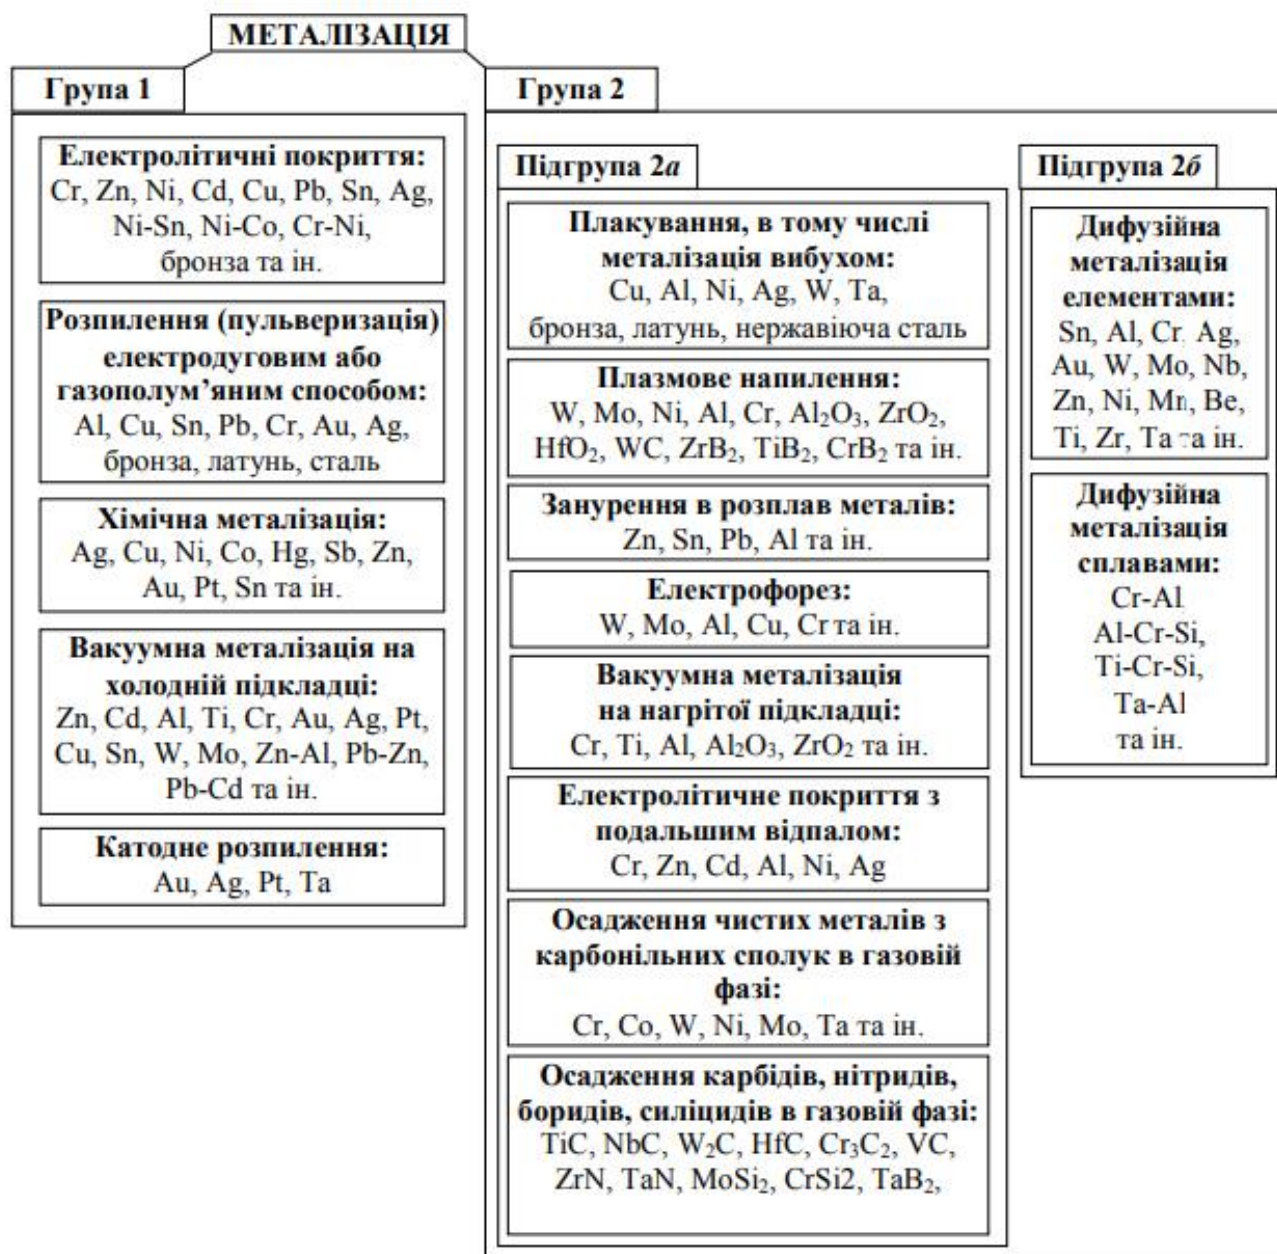 МЕТАЛІЗАЦІЯ
Група 1
Електролітичні покриття:
Cr, Zn, Ni, Cd, Cu, Pb, Sn, Ag,
Ni-Sn, Ni-Co, Cr-Ni,
бронза та ін.
Розпилення (пульверизація)
електродуговим або
газополум’яним способом:
Al, Cu, Sn, Pb, Cr, Au, Ag,
бронза, латунь, сталь
Хімічна металізація:
Ag, Cu, Ni, Co, Hg, Sb, Zn,
Au, Pt, Sn та ін.
Вакуумна металізація на
холодній підкладці:
Zn, Cd, Al, Ti, Cr, Au, Ag, Pt,
Cu, Sn, W, Mo, Zn-Al, Pb-Zn,
Pb-Cd та ін.
Катодне розпилення:
Au, Ag, Pt, Ta
Група 2
Підгрупа 2а
Плакування, в тому числі
металізація вибухом:
Cu, Al, Ni, Ag, W, Ta,
бронза, латунь, нержавіюча сталь
Плазмове напилення:
W, Mo, Ni, Al, Cr, Al₂O₃, ZrO₂,
HfO₂, WC, ZrB₂, TiB₂, CrB₂ та ін.
Занурення в розплав металів:
Zn, Sn, Pb, Al та ін.
Електрофорез:
W, Mo, Al, Cu, Cr та ін.
Вакуумна металізація
на нагрітої підкладці:
Cr, Ti, Al, Al₂O₃, ZrO₂ та ін.
Електролітичне покриття з
подальшим відпалом:
Cr, Zn, Cd, Al, Ni, Ag
Осадження чистих металів з
карбонільних сполук в газовій
фазі:
Cr, Co, W, Ni, Mo, Ta та ін.
Осадження карбідів, нітридів,
боридів, силіцидів в газовій фазі:
TiC, NbC, W₂C, HfC, Cr₃C₂, VC,
ZrN, TaN, MoSi₂, CrSi2, TaB₂,
Підгрупа 2б
Дифузійна
металізація
елементами:
Sn, Al, Cr, Ag,
Au, W, Mo, Nb,
Zn, Ni, Mn, Be,
Ti, Zr, Ta та ін.
Дифузійна
металізація
сплавами:
Cr-Al
Al-Cr-Si,
Ti-Cr-Si,
Ta-Al
та ін.